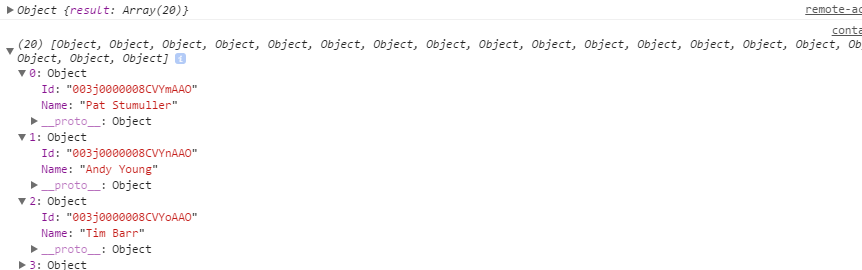 Object {result: Array(20)} remote-ac
conta
(20) [Object, Object, Object, Object, Object, Object, Object, Object, Object, Object, Object, Object, Object, Object, Object, Ob
Object, Object, Object] i
0: Object
Id: "003j0000008CVYmAAO"
Name: "Pat Stumuller"
__proto__: Object
1: Object
Id: "003j0000008CVYnAAO"
Name: "Andy Young"
__proto__: Object
2: Object
Id: "003j0000008CVYoAAO"
Name: "Tim Barr"
__proto__: Object
3: Object